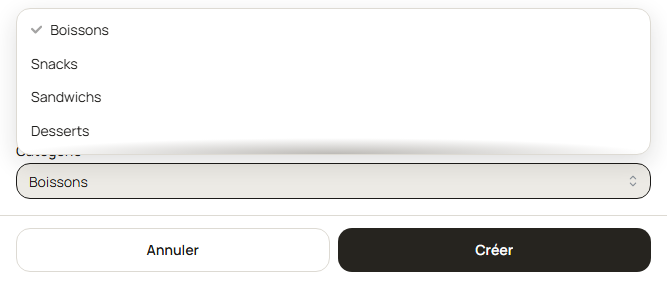 Boissons
Snacks
Sandwichs
Desserts
Boissons
Annuler
Créer